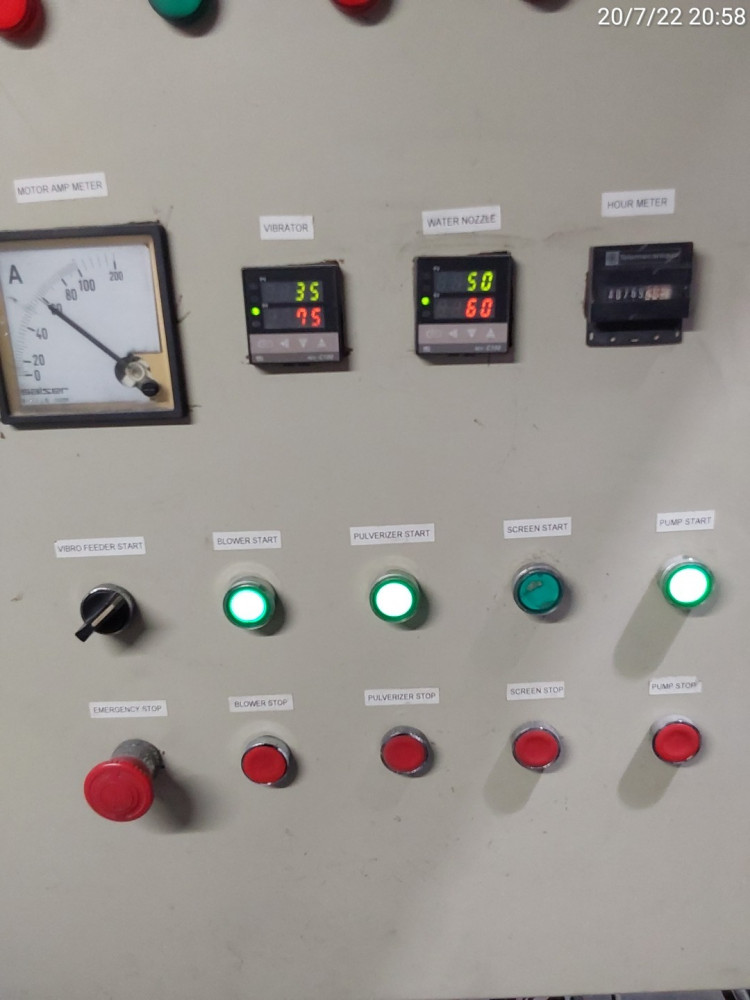 20/7/22 20:58
MOTOR AMP METER
VIBRATOR
WATER NOZZLE
HOUR METER
A
200
100
80
60
40
20
0
35
75
50
60
VIBRO FEEDER START
BLOWER START
PULVERIZER START
SCREEN START
PUMP START
EMERGENCY STOP
BLOWER STOP
PULVERIZER STOP
SCREEN STOP
PUMP STOP